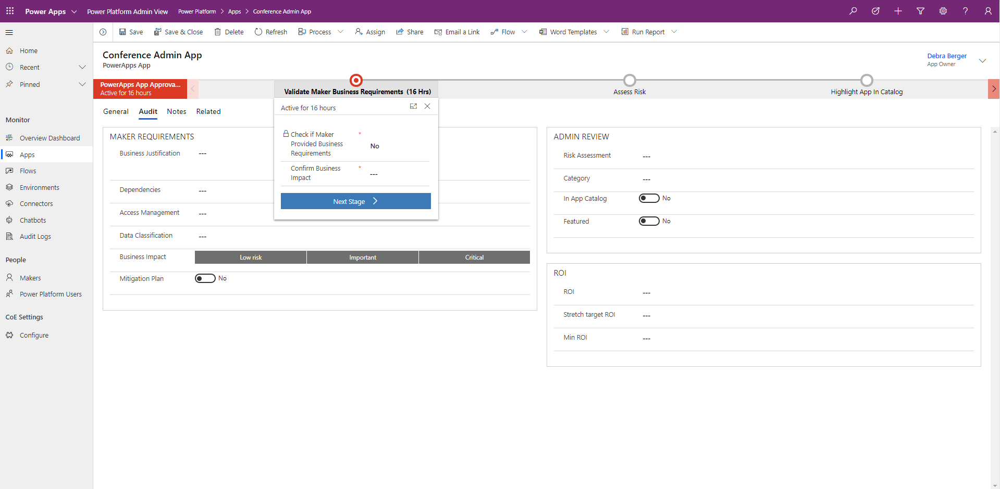 Power Apps
Power Platform Admin View
Power Platform > Apps > Conference Admin App
?
Save
Save & Close
Delete
Refresh
Process
Assign
Share
Email a Link
Flow
Word Templates
Run Report
Home
Recent
Pinned
Monitor
Overview Dashboard
Apps
Flows
Environments
Connectors
Chatbots
Audit Logs
People
Makers
Power Platform Users
CoE Settings
Configure
Conference Admin App
PowerApps App
Debra Berger
App Owner
PowerApps App Approva...
Active for 16 hours
Validate Maker Business Requirements (16 Hrs)
Assess Risk
Highlight App In Catalog
General
Audit
Notes
Related
Active for 16 hours
Check if Maker
Provided Business
Requirements
*
No
Confirm Business
Impact
*
---
Next Stage
MAKER REQUIREMENTS
Business Justification
---
Dependencies
---
Access Management
---
Data Classification
---
Business Impact
Low risk
Important
Critical
Mitigation Plan
No
ADMIN REVIEW
Risk Assessment
---
Category
---
In App Catalog
No
Featured
No
ROI
ROI
---
Stretch target ROI
---
Min ROI
---